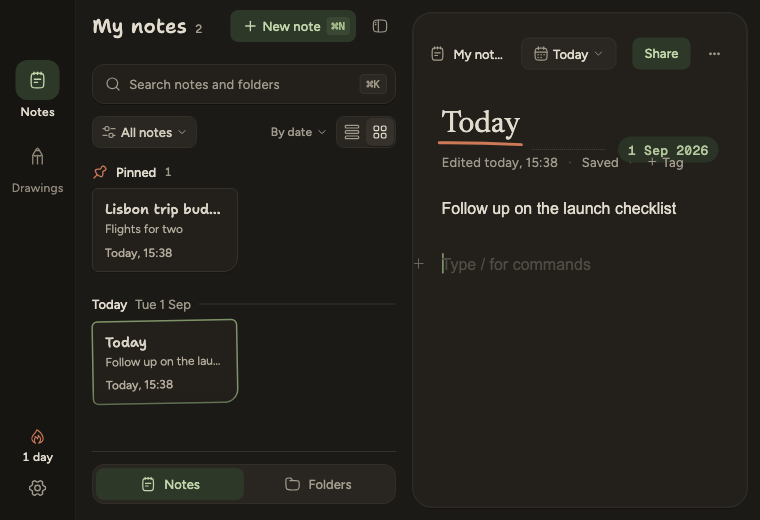 My notes 2
+ New note ⌘N
Search notes and folders ⌘K
All notes
By date
Notes
Drawings
Pinned 1
Lisbon trip bud...
Flights for two
Today, 15:38
Today Tue 1 Sep
Today
Follow up on the lau...
Today, 15:38
1 day
Notes
Folders
My not...
Today
Share
Today
1 Sep 2026
Edited today, 15:38 · Saved · + Tag
Follow up on the launch checklist
+ Type / for commands